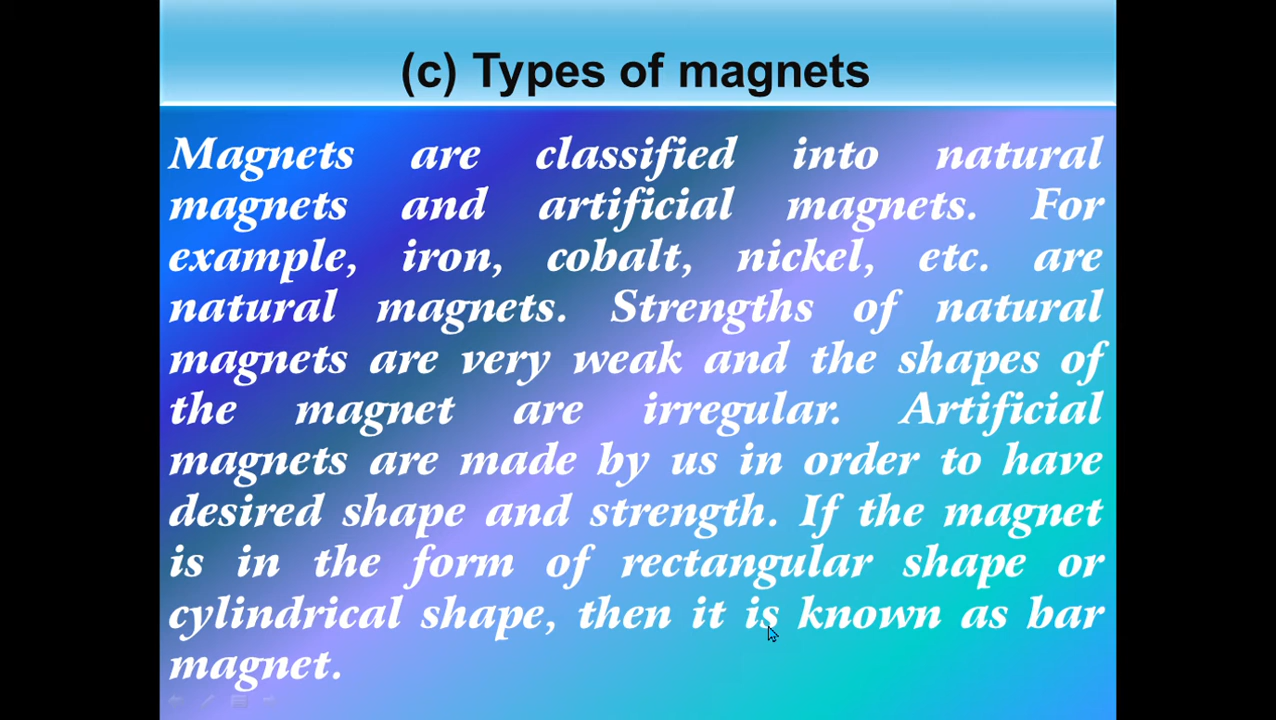 (c) Types of magnets
Magnets are classified into natural
magnets and artificial magnets. For
example, iron, cobalt, nickel, etc. are
natural magnets. Strengths of natural
magnets are very weak and the shapes of
the magnet are irregular. Artificial
magnets are made by us in order to have
desired shape and strength. If the magnet
is in the form of rectangular shape or
cylindrical shape, then it is known as bar
magnet.